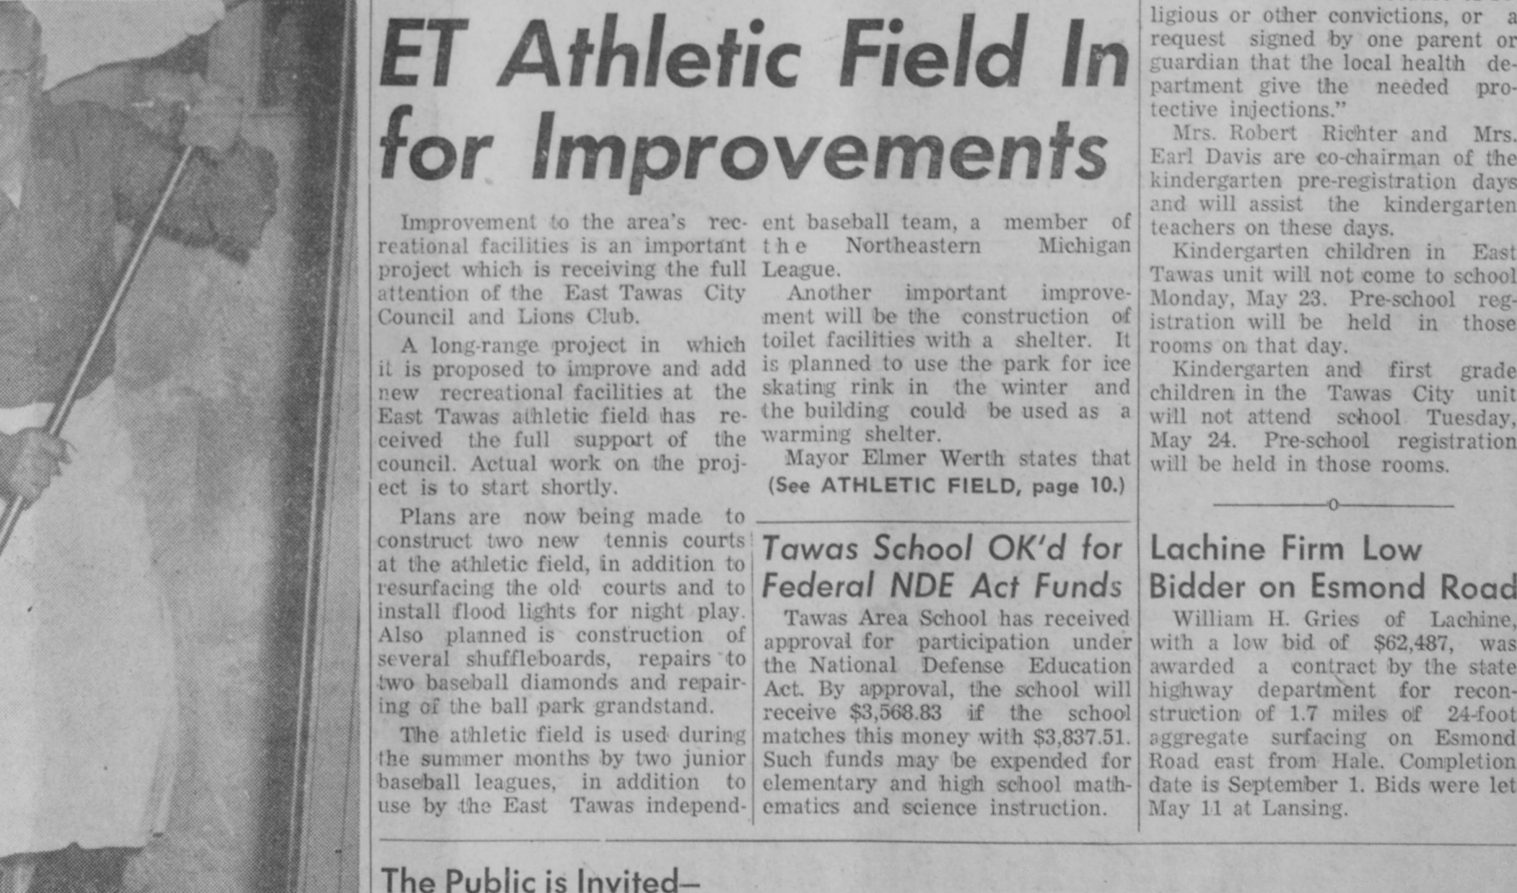 ET Athletic Field In
for Improvements
Improvement to the area's rec-
reational facilities is an important
project which is receiving the full
attention of the East Tawas City
Council and Lions Club.
A long-range project in which
it is proposed to improve and add
new recreational facilities at the
East Tawas athletic field has re-
ceived the full support of the
council. Actual work on the proj-
ect is to start shortly.
Plans are now being made to
construct two new tennis courts
at the athletic field, in addition to
resurfacing the old courts and to
install flood lights for night play.
Also planned is construction of
several shuffleboards, repairs to
two baseball diamonds and repair-
ing of the ball park grandstand.
The athletic field is used during
the summer months by two junior
baseball leagues, in addition to
use by the East Tawas independ-
ent baseball team, a member of
the Northeastern Michigan
League.
Another important improve-
ment will be the construction of
toilet facilities with a shelter. It
is planned to use the park for ice
skating rink in the winter and
the building could be used as a
warming shelter.
Mayor Elmer Werth states that
(See ATHLETIC FIELD, page 10.)
Tawas School OK'd for
Federal NDE Act Funds
Tawas Area School has received
approval for participation under
the National Defense Education
Act. By approval, the school will
receive $3,568.83 if the school
matches this money with $3,837.51.
Such funds may be expended for
elementary and high school math-
ematics and science instruction.
ligious or other convictions, or a
request signed by one parent or
guardian that the local health de-
partment give the needed pro-
tective injections."
Mrs. Robert Richter and Mrs.
Earl Davis are co-chairman of the
kindergarten pre-registration days
and will assist the kindergarten
teachers on these days.
Kindergarten children in East
Tawas unit will not come to school
Monday, May 23. Pre-school reg-
istration will be held in those
rooms on that day.
Kindergarten and first grade
children in the Tawas City unit
will not attend school Tuesday,
May 24. Pre-school registration
will be held in those rooms.
Lachine Firm Low
Bidder on Esmond Road
William H. Gries of Lachine,
with a low bid of $62,487, was
awarded a contract by the state
highway department for recon-
struction of 1.7 miles of 24-foot
aggregate surfacing on Esmond
Road east from Hale. Completion
date is September 1. Bids were let
May 11 at Lansing.
The Public is Invited—